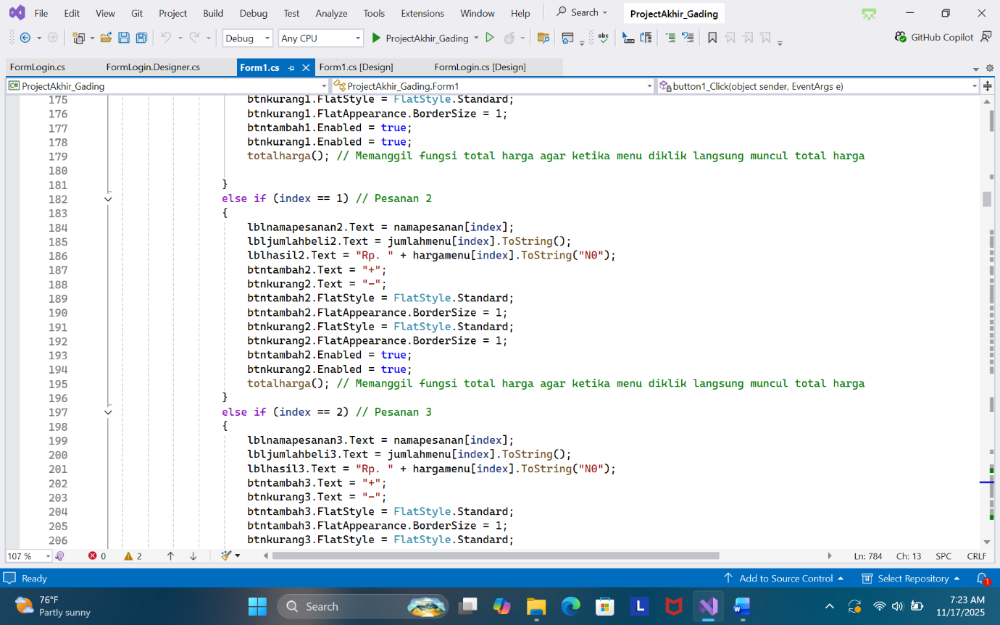 File Edit View Git Project Build Debug Test Analyze Tools Extensions Window Help Search ProjectAkhir_Gading
Debug Any CPU ProjectAkhir_Gading abc GitHub Copilot
FormLogin.cs FormLogin.Designer.cs Form1.cs Form1.cs [Design] FormLogin.cs [Design]
C# ProjectAkhir_Gading ProjectAkhir_Gading.Form1 button1_Click(object sender, EventArgs e)
175 btnkurang1.FlatStyle = FlatStyle.Standard;
176 btnkurang1.FlatAppearance.BorderSize = 1;
177 btntambah1.Enabled = true;
178 btnkurang1.Enabled = true;
179 totalharga(); // Memanggil fungsi total harga agar ketika menu diklik langsung muncul total harga
180
181 }
182 else if (index == 1) // Pesanan 2
183 {
184 lblnamapesanan2.Text = namapesanan[index];
185 lbljumlahbeli2.Text = jumlahmenu[index].ToString();
186 lblhasil2.Text = "Rp. " + hargamenu[index].ToString("N0");
187 btntambah2.Text = "+";
188 btnkurang2.Text = "-";
189 btntambah2.FlatStyle = FlatStyle.Standard;
190 btntambah2.FlatAppearance.BorderSize = 1;
191 btnkurang2.FlatStyle = FlatStyle.Standard;
192 btnkurang2.FlatAppearance.BorderSize = 1;
193 btntambah2.Enabled = true;
194 btnkurang2.Enabled = true;
195 totalharga(); // Memanggil fungsi total harga agar ketika menu diklik langsung muncul total harga
196 }
197 else if (index == 2) // Pesanan 3
198 {
199 lblnamapesanan3.Text = namapesanan[index];
200 lbljumlahbeli3.Text = jumlahmenu[index].ToString();
201 lblhasil3.Text = "Rp. " + hargamenu[index].ToString("N0");
202 btntambah3.Text = "+";
203 btnkurang3.Text = "-";
204 btntambah3.FlatStyle = FlatStyle.Standard;
205 btntambah3.FlatAppearance.BorderSize = 1;
206 btnkurang3.FlatStyle = FlatStyle.Standard;
107 % 0 2 Ln: 784 Ch: 13 SPC CRLF
Ready Add to Source Control Select Repository 1
76°F
Partly sunny
Search
L
W
7:23 AM
11/17/2025